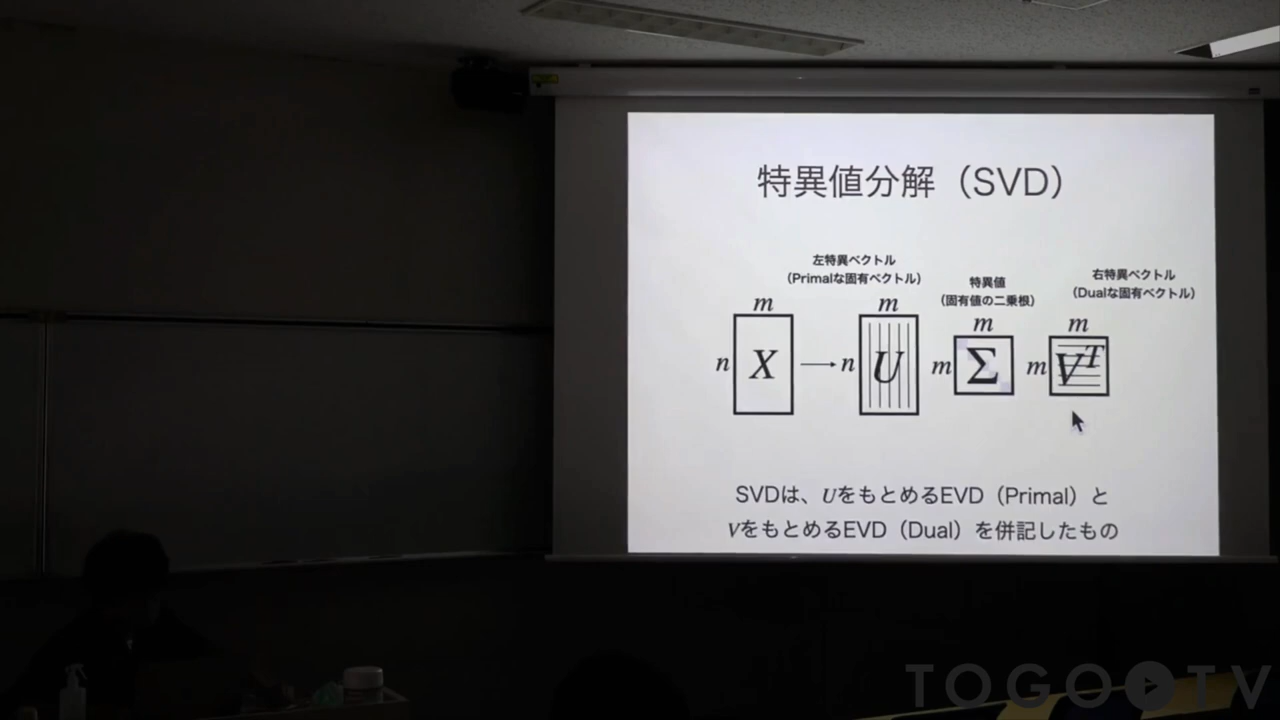 特異値分解（SVD）
左特異ベクトル
（Primalな固有ベクトル）
特異値
（固有値の二乗根）
右特異ベクトル
（Dualな固有ベクトル）
m
m
m
m
n X → n U m Σ m V^T
SVDは、UをもとめるEVD（Primal）と
VをもとめるEVD（Dual）を併記したもの
TOGO TV